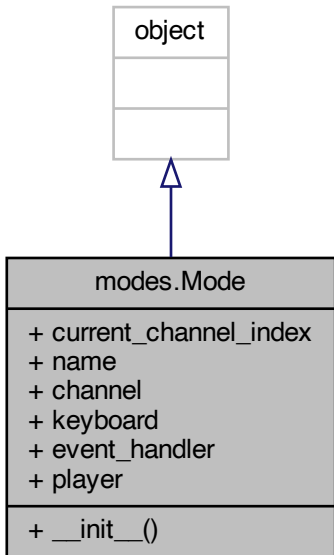 object
modes.Mode
+ current_channel_index
+ name
+ channel
+ keyboard
+ event_handler
+ player
+ __init__()